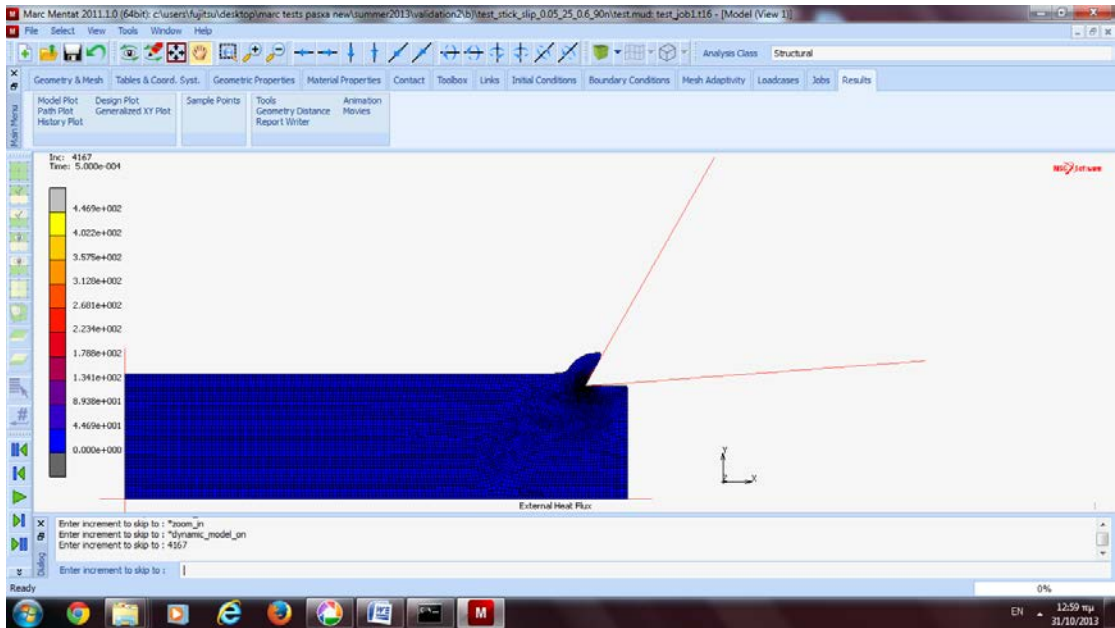 Marc Mentat 2011.1.0 (64bit): c:\users\fujitsu\desktop\marc tests pasxa new\summer2013\validation2\b)\test_stick_slip_0.05_25_0.6_90n\test.mud: test_job1.t16 - [Model (View 1)]
File Select View Tools Window Help
Analysis Class Structural
Main Menu
Geometry & Mesh Tables & Coord. Syst. Geometric Properties Material Properties Contact Toolbox Links Initial Conditions Boundary Conditions Mesh Adaptivity Loadcases Jobs Results
Model Plot Design Plot Sample Points Tools Animation
Path Plot Generalized XY Plot Geometry Distance Movies
History Plot Report Writer
Inc: 4167
Time: 5.000e-004
MSC Software
4.469e+002
4.022e+002
3.575e+002
3.128e+002
2.681e+002
2.234e+002
1.788e+002
1.341e+002
8.938e+001
4.469e+001
0.000e+000
Y
Z X
External Heat Flux
1
Dialog
Enter increment to skip to : *zoom_in
Enter increment to skip to : *dynamic_model_on
Enter increment to skip to : 4167
Enter increment to skip to :
Ready
0%
M
EN
12:59 πμ
31/10/2013